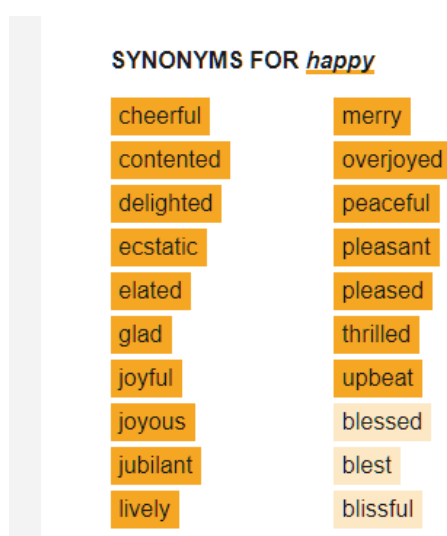 SYNONYMS FOR happy
cheerful
contented
delighted
ecstatic
elated
glad
joyful
joyous
jubilant
lively
merry
overjoyed
peaceful
pleasant
pleased
thrilled
upbeat
blessed
blest
blissful